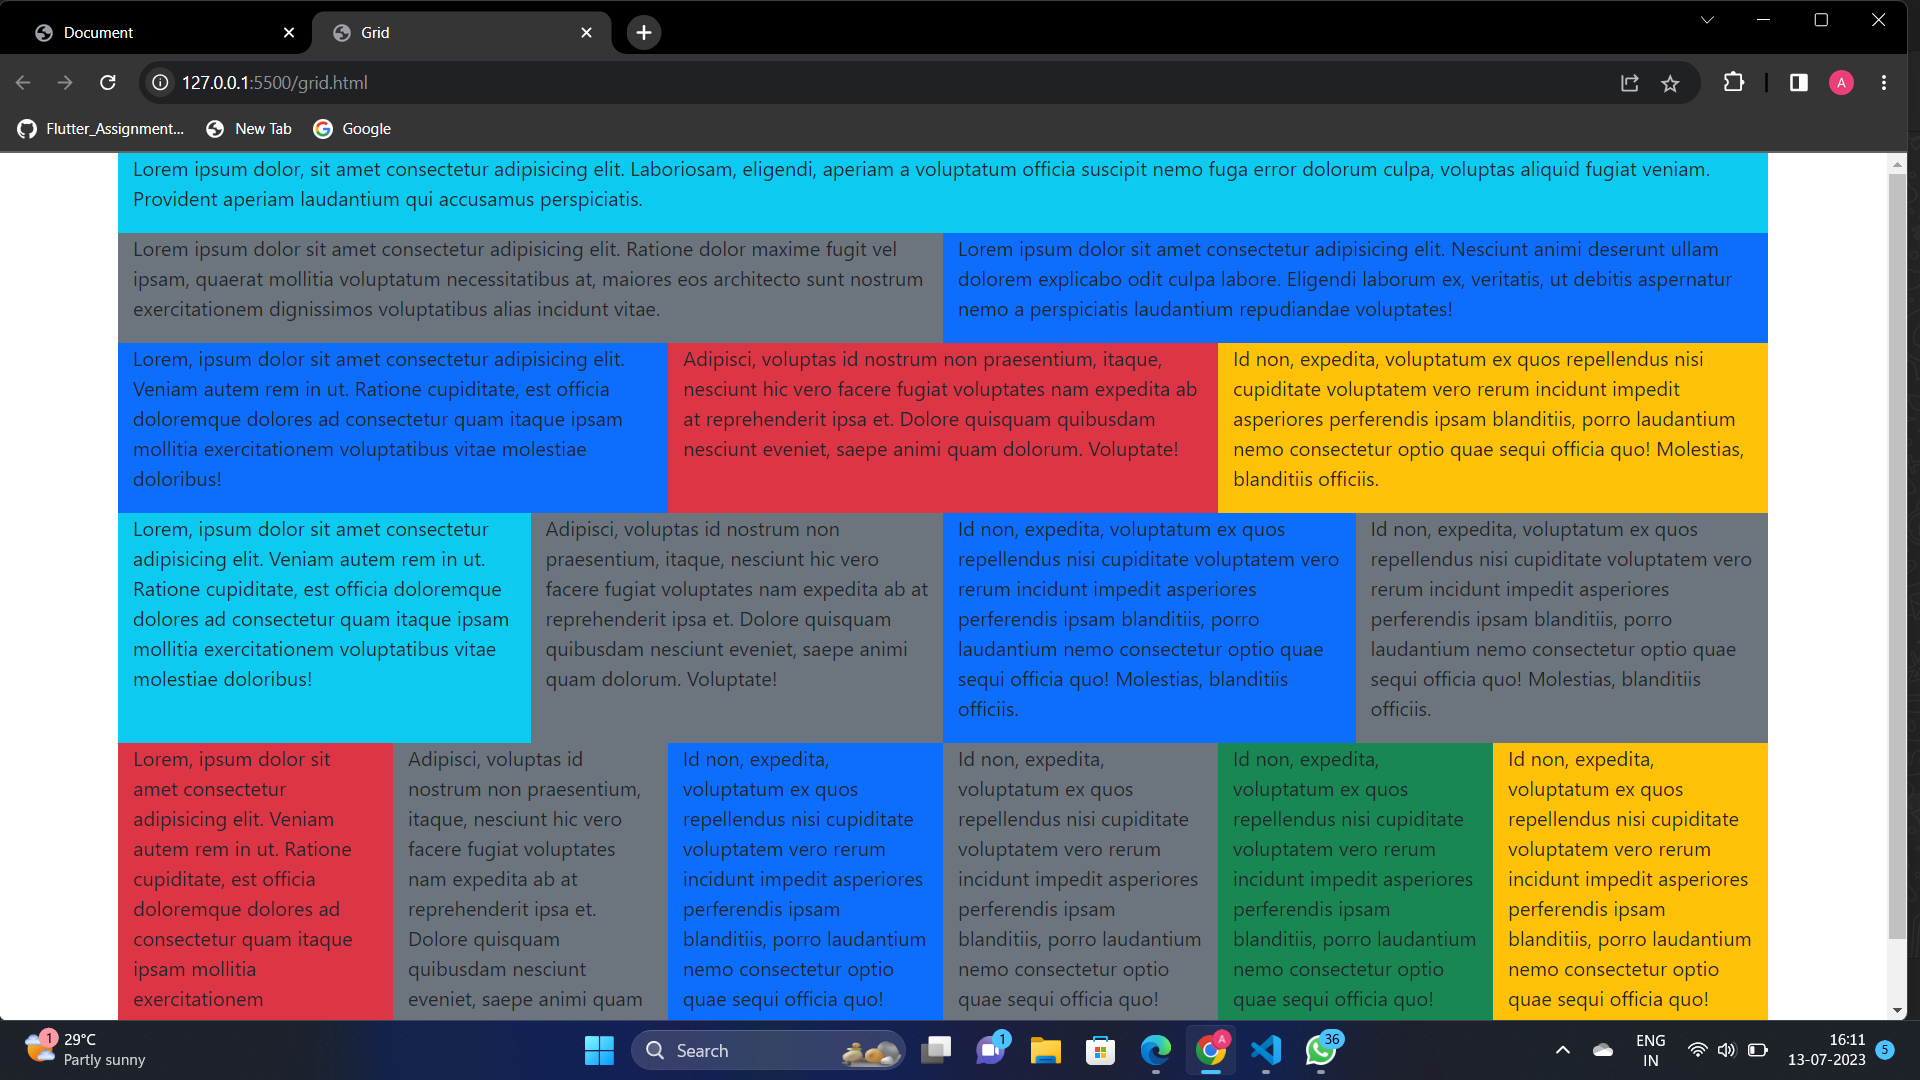 Document
Grid
127.0.0.1:5500/grid.html
A
Flutter_Assignment...
New Tab
Google
Lorem ipsum dolor, sit amet consectetur adipisicing elit. Laboriosam, eligendi, aperiam a voluptatum officia suscipit nemo fuga error dolorum culpa, voluptas aliquid fugiat veniam.
Provident aperiam laudantium qui accusamus perspiciatis.
Lorem ipsum dolor sit amet consectetur adipisicing elit. Ratione dolor maxime fugit vel
ipsam, quaerat mollitia voluptatum necessitatibus at, maiores eos architecto sunt nostrum
exercitationem dignissimos voluptatibus alias incidunt vitae.
Lorem ipsum dolor sit amet consectetur adipisicing elit. Nesciunt animi deserunt ullam
dolorem explicabo odit culpa labore. Eligendi laborum ex, veritatis, ut debitis aspernatur
nemo a perspiciatis laudantium repudiandae voluptates!
Lorem, ipsum dolor sit amet consectetur adipisicing elit.
Veniam autem rem in ut. Ratione cupiditate, est officia
doloremque dolores ad consectetur quam itaque ipsam
mollitia exercitationem voluptatibus vitae molestiae
doloribus!
Adipisci, voluptas id nostrum non praesentium, itaque,
nesciunt hic vero facere fugiat voluptates nam expedita ab
at reprehenderit ipsa et. Dolore quisquam quibusdam
nesciunt eveniet, saepe animi quam dolorum. Voluptate!
Id non, expedita, voluptatum ex quos repellendus nisi
cupiditate voluptatem vero rerum incidunt impedit
asperiores perferendis ipsam blanditiis, porro laudantium
nemo consectetur optio quae sequi officia quo! Molestias,
blanditiis officiis.
Lorem, ipsum dolor sit amet consectetur
adipisicing elit. Veniam autem rem in ut.
Ratione cupiditate, est officia doloremque
dolores ad consectetur quam itaque ipsam
mollitia exercitationem voluptatibus vitae
molestiae doloribus!
Adipisci, voluptas id nostrum non
praesentium, itaque, nesciunt hic vero
facere fugiat voluptates nam expedita ab at
reprehenderit ipsa et. Dolore quisquam
quibusdam nesciunt eveniet, saepe animi
quam dolorum. Voluptate!
Id non, expedita, voluptatum ex quos
repellendus nisi cupiditate voluptatem vero
rerum incidunt impedit asperiores
perferendis ipsam blanditiis, porro
laudantium nemo consectetur optio quae
sequi officia quo! Molestias, blanditiis
officiis.
Id non, expedita, voluptatum ex quos
repellendus nisi cupiditate voluptatem vero
rerum incidunt impedit asperiores
perferendis ipsam blanditiis, porro
laudantium nemo consectetur optio quae
sequi officia quo! Molestias, blanditiis
officiis.
Lorem, ipsum dolor sit
amet consectetur
adipisicing elit. Veniam
autem rem in ut. Ratione
cupiditate, est officia
doloremque dolores ad
consectetur quam itaque
ipsam mollitia
exercitationem
Adipisci, voluptas id
nostrum non praesentium,
itaque, nesciunt hic vero
facere fugiat voluptates
nam expedita ab at
reprehenderit ipsa et.
Dolore quisquam
quibusdam nesciunt
eveniet, saepe animi quam
Id non, expedita,
voluptatum ex quos
repellendus nisi cupiditate
voluptatem vero rerum
incidunt impedit asperiores
perferendis ipsam
blanditiis, porro laudantium
nemo consectetur optio
quae sequi officia quo!
Id non, expedita,
voluptatum ex quos
repellendus nisi cupiditate
voluptatem vero rerum
incidunt impedit asperiores
perferendis ipsam
blanditiis, porro laudantium
nemo consectetur optio
quae sequi officia quo!
Id non, expedita,
voluptatum ex quos
repellendus nisi cupiditate
voluptatem vero rerum
incidunt impedit asperiores
perferendis ipsam
blanditiis, porro laudantium
nemo consectetur optio
quae sequi officia quo!
Id non, expedita,
voluptatum ex quos
repellendus nisi cupiditate
voluptatem vero rerum
incidunt impedit asperiores
perferendis ipsam
blanditiis, porro laudantium
nemo consectetur optio
quae sequi officia quo!
1
29°C
Partly sunny
Search
1
A
36
ENG
IN
16:11
13-07-2023
5